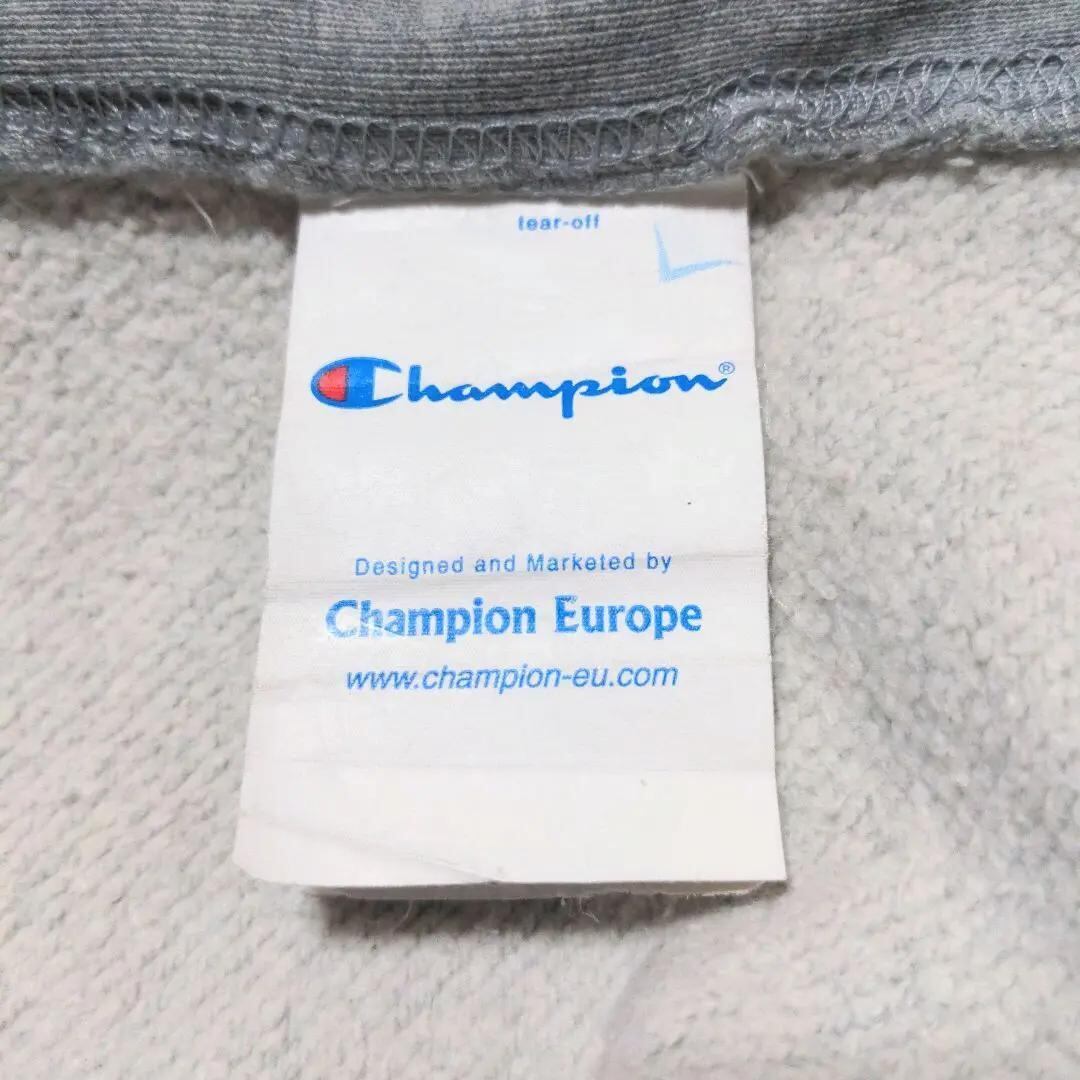 tear-off
Champion®
Designed and Marketed by
Champion Europe
www.champion-eu.com